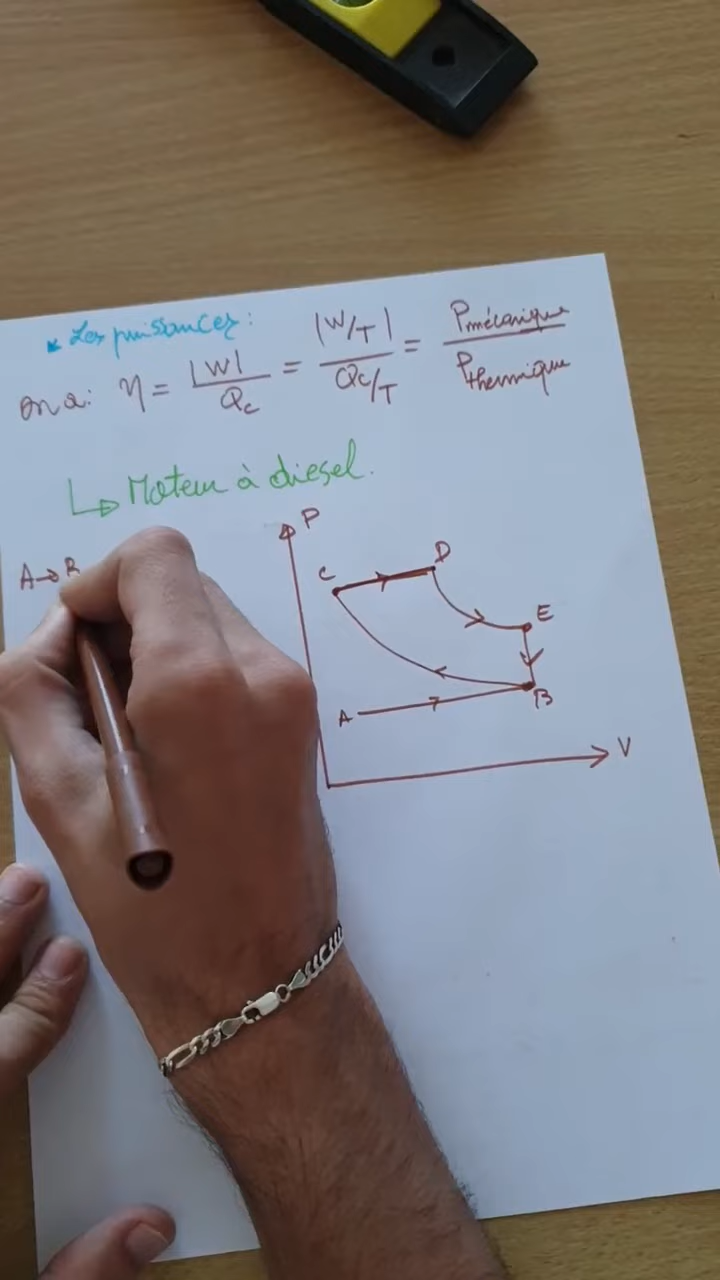 Les puissances:
on a: η = |W| / Qc = |W/T| / Qc/T = Pmécanique / Pthermique
↳ Moteur à diesel.
P
A→B
C
D
E
B
A
V